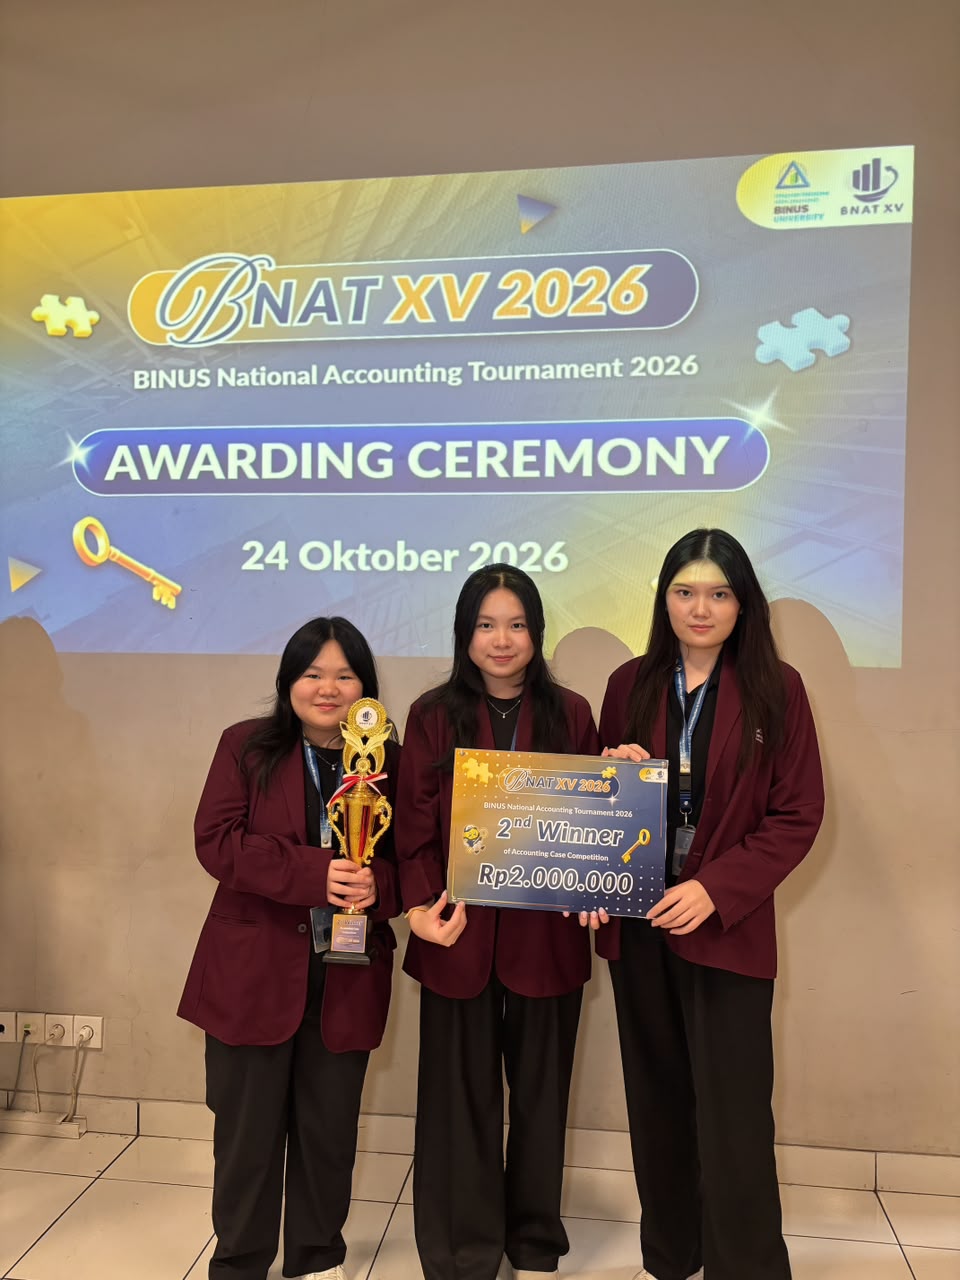 BINUS
UNIVERSITY
BNAT XV
BNAT XV 2026
BINUS National Accounting Tournament 2026
AWARDING CEREMONY
24 Oktober 2026
BNAT XV 2026
BINUS National Accounting Tournament 2026
2nd Winner
of Accounting Case Competition
Rp2.000.000